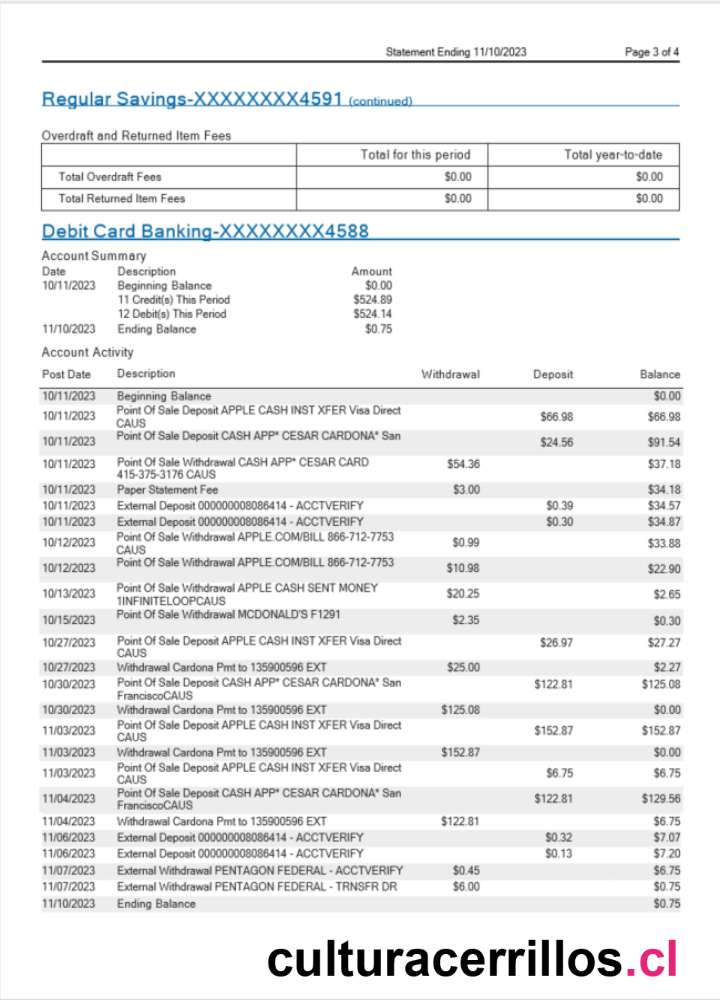 Statement Ending 11/10/2023 Page 3 of 4
Regular Savings-XXXXXXXX4591 (continued)
Overdraft and Returned Item Fees
Total for this period Total year-to-date
Total Overdraft Fees $0.00 $0.00
Total Returned Item Fees $0.00 $0.00
Debit Card Banking-XXXXXXXX4588
Account Summary
Date Description Amount
10/11/2023 Beginning Balance $0.00
11 Credit(s) This Period $524.89
12 Debit(s) This Period $524.14
11/10/2023 Ending Balance $0.75
Account Activity
Post Date Description Withdrawal Deposit Balance
10/11/2023 Beginning Balance $0.00
10/11/2023 Point Of Sale Deposit APPLE CASH INST XFER Visa Direct $66.98 $66.98
CAUS
10/11/2023 Point Of Sale Deposit CASH APP* CESAR CARDONA* San $24.56 $91.54
10/11/2023 Point Of Sale Withdrawal CASH APP* CESAR CARD $54.36 $37.18
415-375-3176 CAUS
10/11/2023 Paper Statement Fee $3.00 $34.18
10/11/2023 External Deposit 000000008086414 - ACCTVERIFY $0.39 $34.57
10/11/2023 External Deposit 000000008086414 - ACCTVERIFY $0.30 $34.87
10/12/2023 Point Of Sale Withdrawal APPLE.COM/BILL 866-712-7753 $0.99 $33.88
CAUS
10/12/2023 Point Of Sale Withdrawal APPLE.COM/BILL 866-712-7753 $10.98 $22.90
10/13/2023 Point Of Sale Withdrawal APPLE CASH SENT MONEY $20.25 $2.65
1INFINITELOOPCAUS
10/15/2023 Point Of Sale Withdrawal MCDONALD'S F1291 $2.35 $0.30
10/27/2023 Point Of Sale Deposit APPLE CASH INST XFER Visa Direct $26.97 $27.27
CAUS
10/27/2023 Withdrawal Cardona Pmt to 135900596 EXT $25.00 $2.27
10/30/2023 Point Of Sale Deposit CASH APP* CESAR CARDONA* San $122.81 $125.08
FranciscoCAUS
10/30/2023 Withdrawal Cardona Pmt to 135900596 EXT $125.08 $0.00
11/03/2023 Point Of Sale Deposit APPLE CASH INST XFER Visa Direct $152.87 $152.87
CAUS
11/03/2023 Withdrawal Cardona Pmt to 135900596 EXT $152.87 $0.00
11/03/2023 Point Of Sale Deposit APPLE CASH INST XFER Visa Direct $6.75 $6.75
CAUS
11/04/2023 Point Of Sale Deposit CASH APP* CESAR CARDONA* San $122.81 $129.56
FranciscoCAUS
11/04/2023 Withdrawal Cardona Pmt to 135900596 EXT $122.81 $6.75
11/06/2023 External Deposit 000000008086414 - ACCTVERIFY $0.32 $7.07
11/06/2023 External Deposit 000000008086414 - ACCTVERIFY $0.13 $7.20
11/07/2023 External Withdrawal PENTAGON FEDERAL - ACCTVERIFY $0.45 $6.75
11/07/2023 External Withdrawal PENTAGON FEDERAL - TRNSFR DR $6.00 $0.75
11/10/2023 Ending Balance $0.75
culturacerrillos.cl